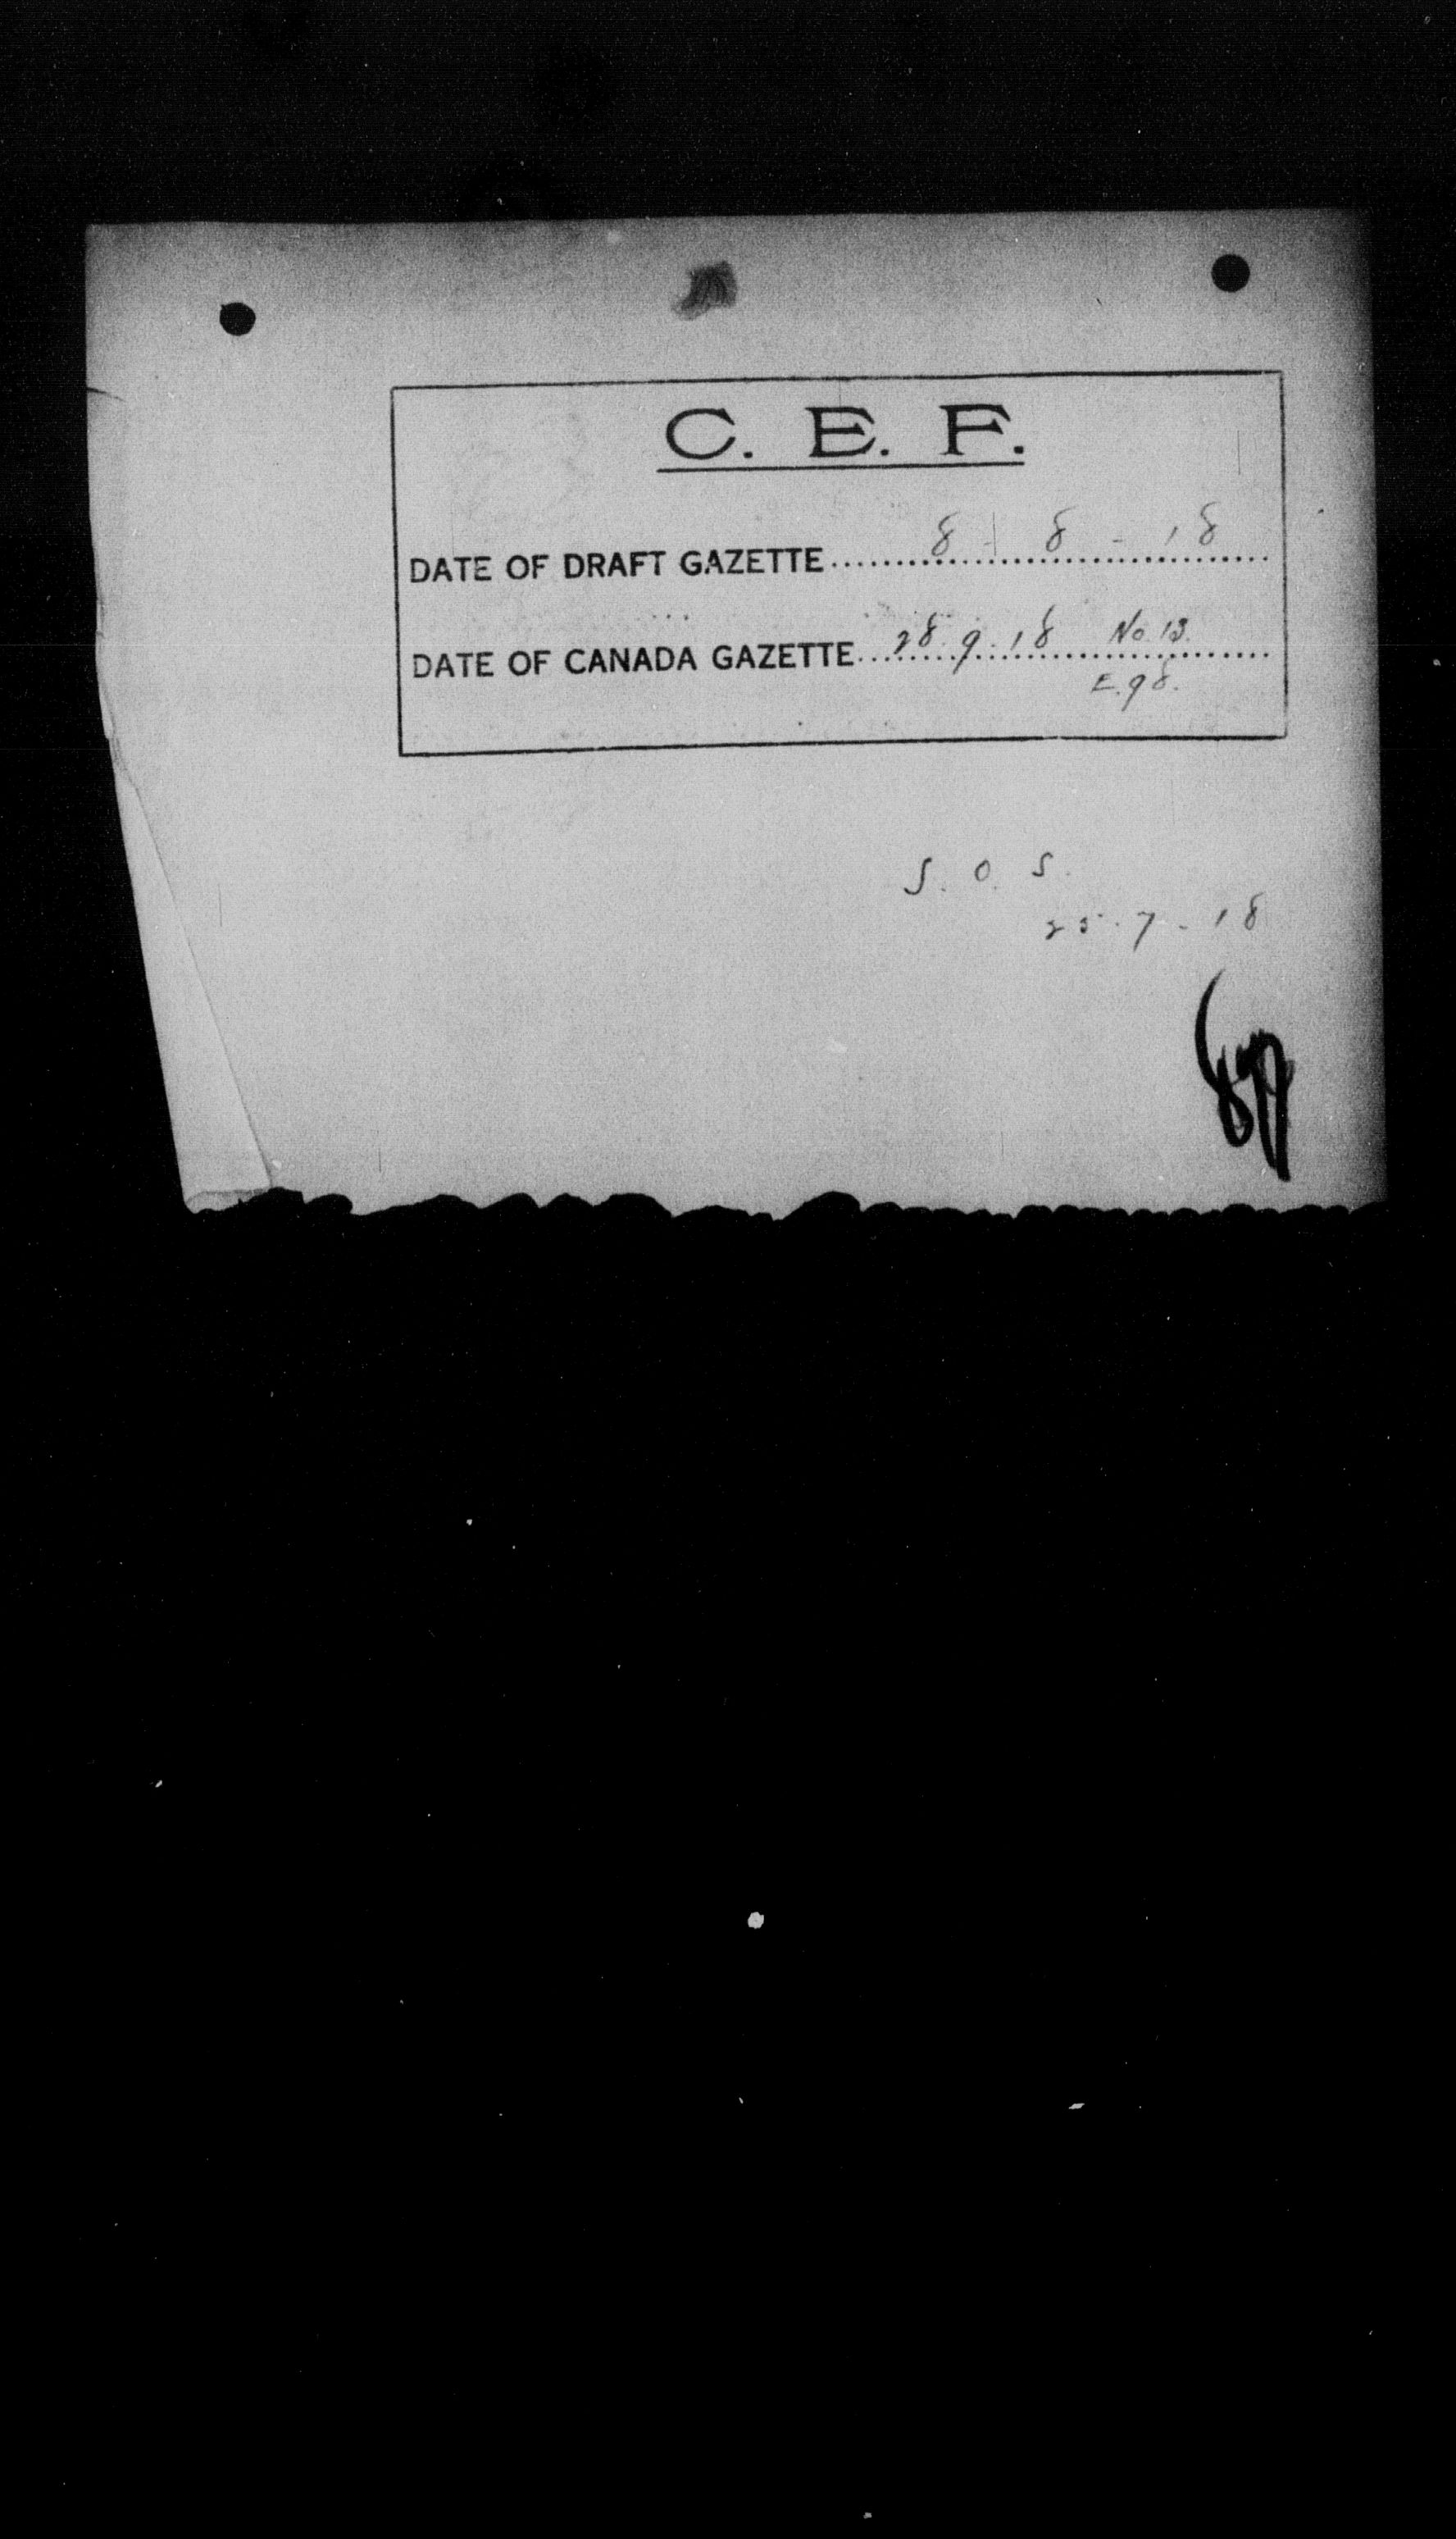 C. E. F.
DATE OF DRAFT GAZETTE 8 - 8 - 18
DATE OF CANADA GAZETTE 28.9.18 No. 13.
E.98.
S. O. S.
25.7-18